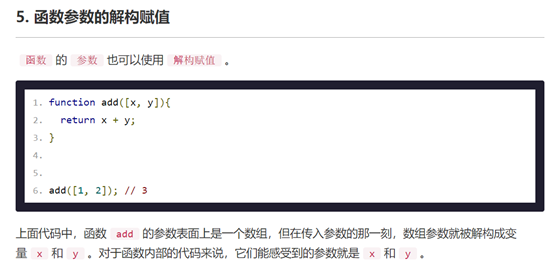 5. 函数参数的解构赋值
函数 的 参数 也可以使用 解构赋值 。
1. function add([x, y]){
2. return x + y;
3. }
4.
5.
6. add([1, 2]); // 3
上面代码中，函数 add 的参数表面上是一个数组，但在传入参数的那一刻，数组参数就被解构成变
量 x 和 y 。对于函数内部的代码来说，它们能感受到的参数就是 x 和 y 。